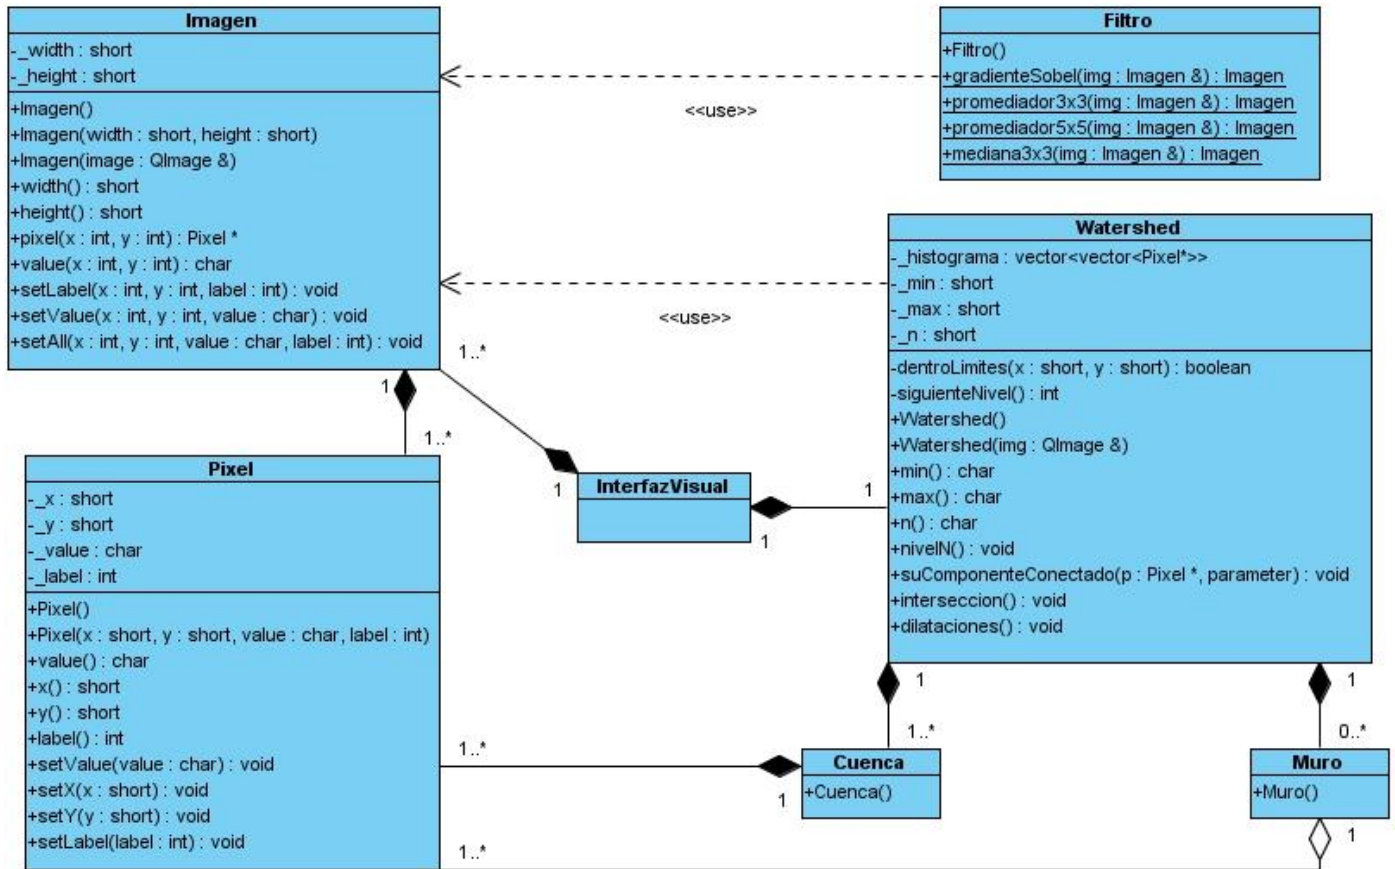 Imagen
-_width : short
-_height : short
+Imagen()
+Imagen(width : short, height : short)
+Imagen(image : QImage &)
+width() : short
+height() : short
+pixel(x : int, y : int) : Pixel *
+value(x : int, y : int) : char
+setLabel(x : int, y : int, label : int) : void
+setValue(x : int, y : int, value : char) : void
+setAll(x : int, y : int, value : char, label : int) : void
<<use>>
Filtro
+Filtro()
+gradienteSobel(img : Imagen &) : Imagen
+promediador3x3(img : Imagen &) : Imagen
+promediador5x5(img : Imagen &) : Imagen
+mediana3x3(img : Imagen &) : Imagen
<<use>>
Watershed
-_histograma : vector<vector<Pixel*>>
-_min : short
-_max : short
-_n : short
-dentroLimites(x : short, y : short) : boolean
-siguienteNivel() : int
+Watershed()
+Watershed(img : QImage &)
+min() : char
+max() : char
+n() : char
+nivelN() : void
+suComponenteConectado(p : Pixel *, parameter) : void
+interseccion() : void
+dilataciones() : void
1..*
1
1..*
1
InterfazVisual
1
1
Pixel
-_x : short
-_y : short
-_value : char
-_label : int
+Pixel()
+Pixel(x : short, y : short, value : char, label : int)
+value() : char
+x() : short
+y() : short
+label() : int
+setValue(value : char) : void
+setX(x : short) : void
+setY(y : short) : void
+setLabel(label : int) : void
1
1..*
1
0..*
1..*
1
Cuenca
+Cuenca()
Muro
+Muro()
1..*
1